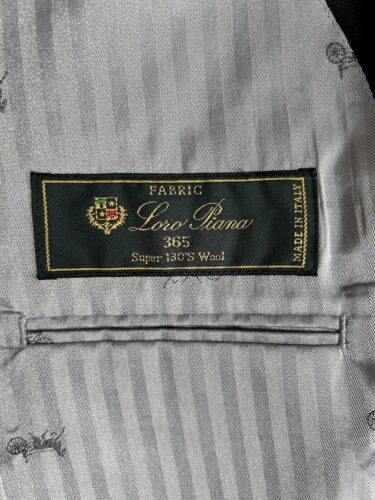 FABRIC
Loro Piana
365
Super 130'S Wool
MADE IN ITALY